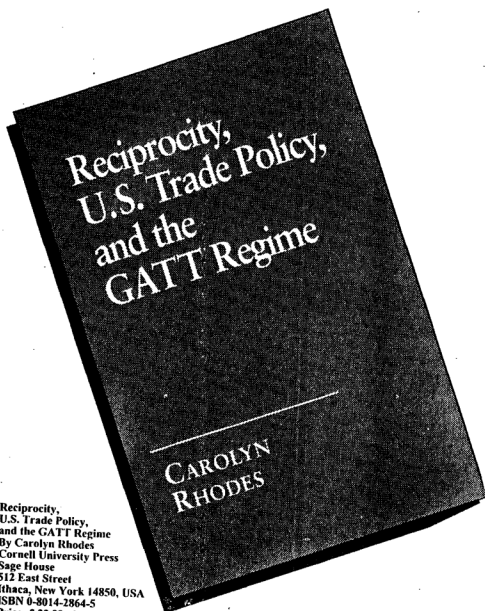 Reciprocity,
U.S. Trade Policy,
and the
GATT Regime
CAROLYN
RHODES
Reciprocity,
U.S. Trade Policy,
and the GATT Regime
By Carolyn Rhodes
Cornell University Press
Sage House
512 East Street
Ithaca, New York 14850, USA
ISBN 0-8014-2864-5